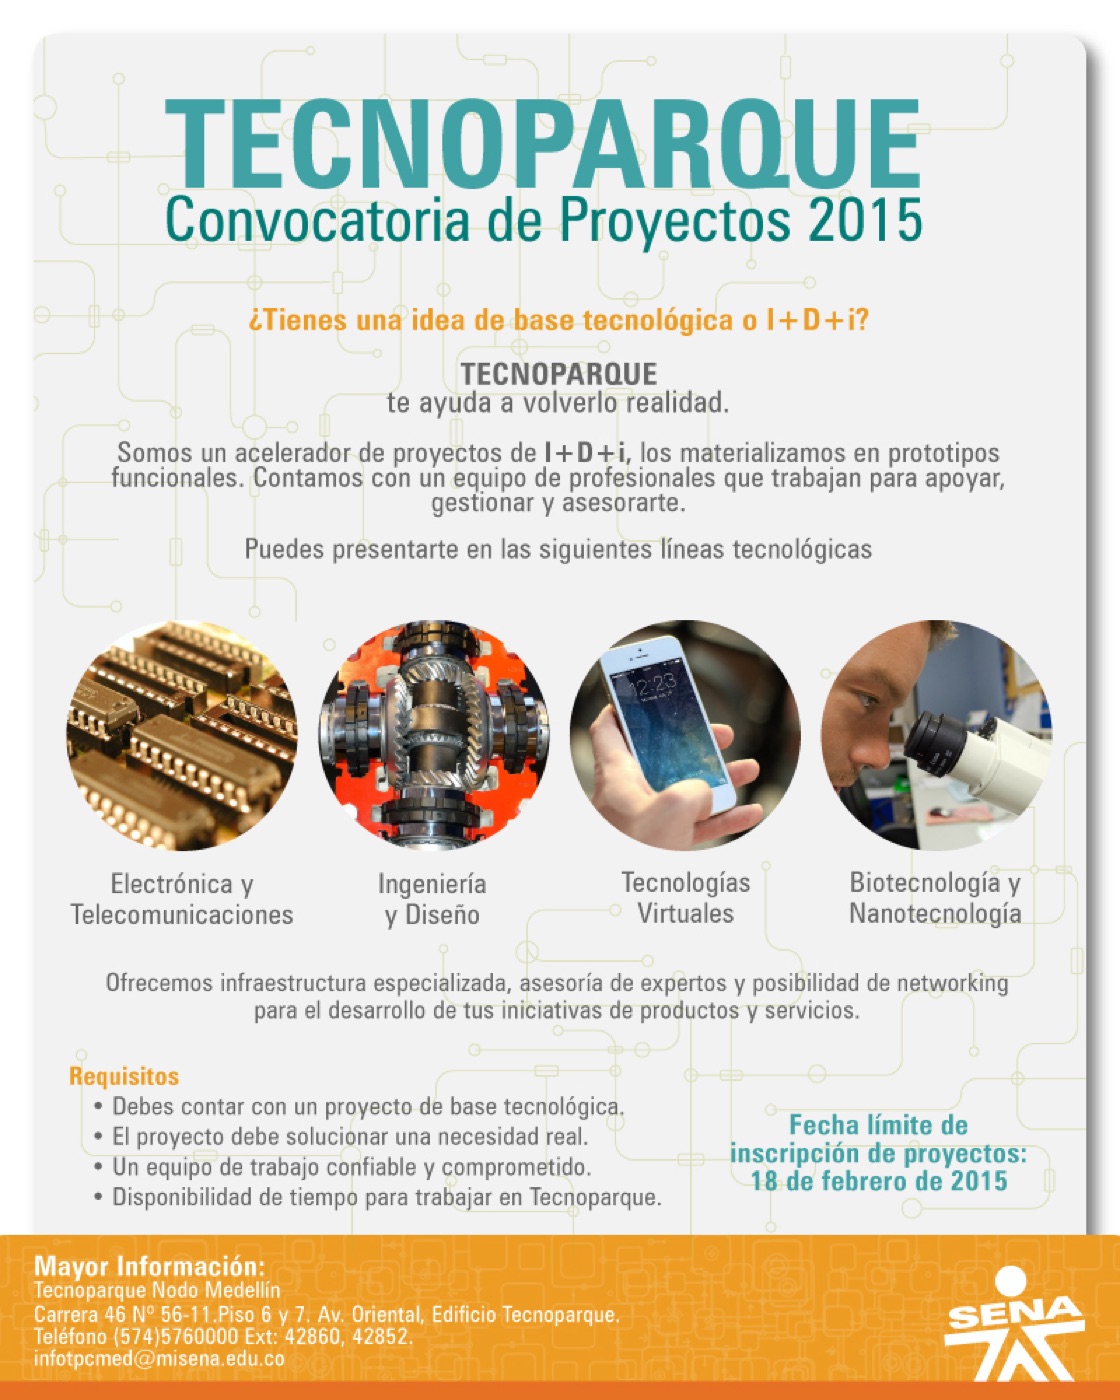 TECNOPARQUE
Convocatoria de Proyectos 2015
¿Tienes una idea de base tecnológica o I+D+i?
TECNOPARQUE
te ayuda a volverlo realidad.
Somos un acelerador de proyectos de I+D+i, los materializamos en prototipos
funcionales. Contamos con un equipo de profesionales que trabajan para apoyar,
gestionar y asesorarte.
Puedes presentarte en las siguientes líneas tecnológicas
12:23
Electrónica y
Telecomunicaciones
Ingeniería
y Diseño
Tecnologías
Virtuales
Biotecnología y
Nanotecnología
Ofrecemos infraestructura especializada, asesoría de expertos y posibilidad de networking
para el desarrollo de tus iniciativas de productos y servicios.
Requisitos
• Debes contar con un proyecto de base tecnológica.
• El proyecto debe solucionar una necesidad real.
• Un equipo de trabajo confiable y comprometido.
• Disponibilidad de tiempo para trabajar en Tecnoparque.
Fecha límite de
inscripción de proyectos:
18 de febrero de 2015
Mayor Información:
Tecnoparque Nodo Medellín
Carrera 46 Nº 56-11.Piso 6 y 7. Av. Oriental, Edificio Tecnoparque.
Teléfono (574)5760000 Ext: 42860, 42852.
infotpcmed@misena.edu.co
SENA